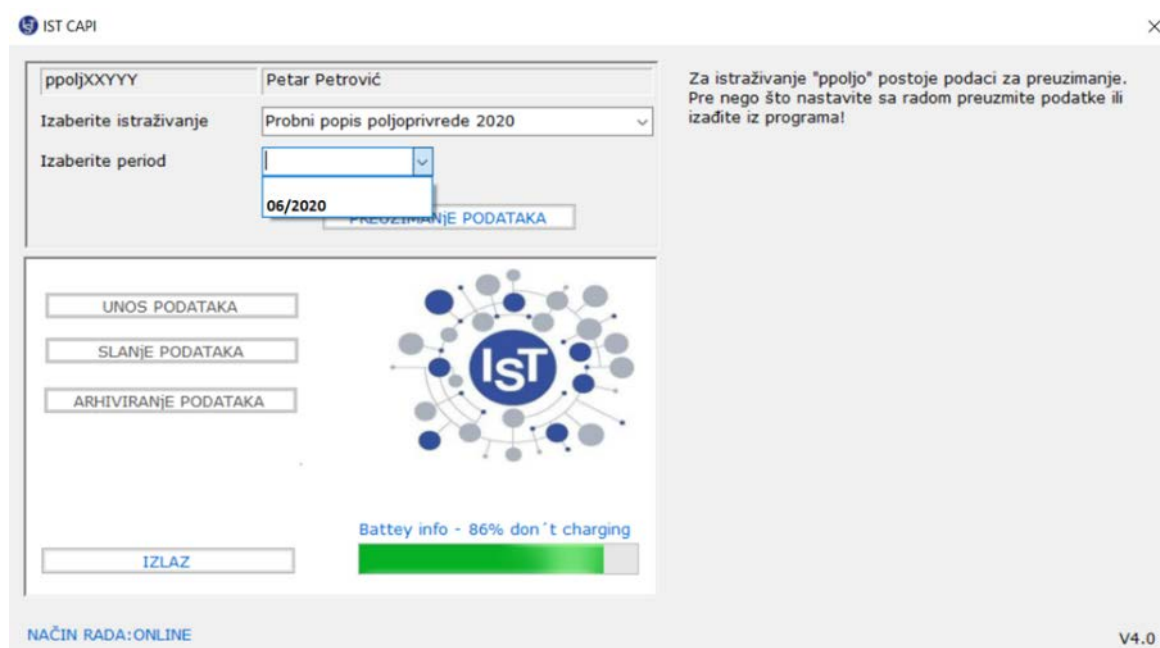 IST CAPI
ppoljXXYYY
Petar Petrović
Izaberite istraživanje
Probni popis poljoprivrede 2020
Izaberite period
06/2020
PREUZIMANjE PODATAKA
Za istraživanje "ppoljo" postoje podaci za preuzimanje.
Pre nego što nastavite sa radom preuzmite podatke ili
izađite iz programa!
UNOS PODATAKA
SLANjE PODATAKA
ARHIVIRANjE PODATAKA
IST
Battey info - 86% don´t charging
IZLAZ
NAČIN RADA:ONLINE
V4.0